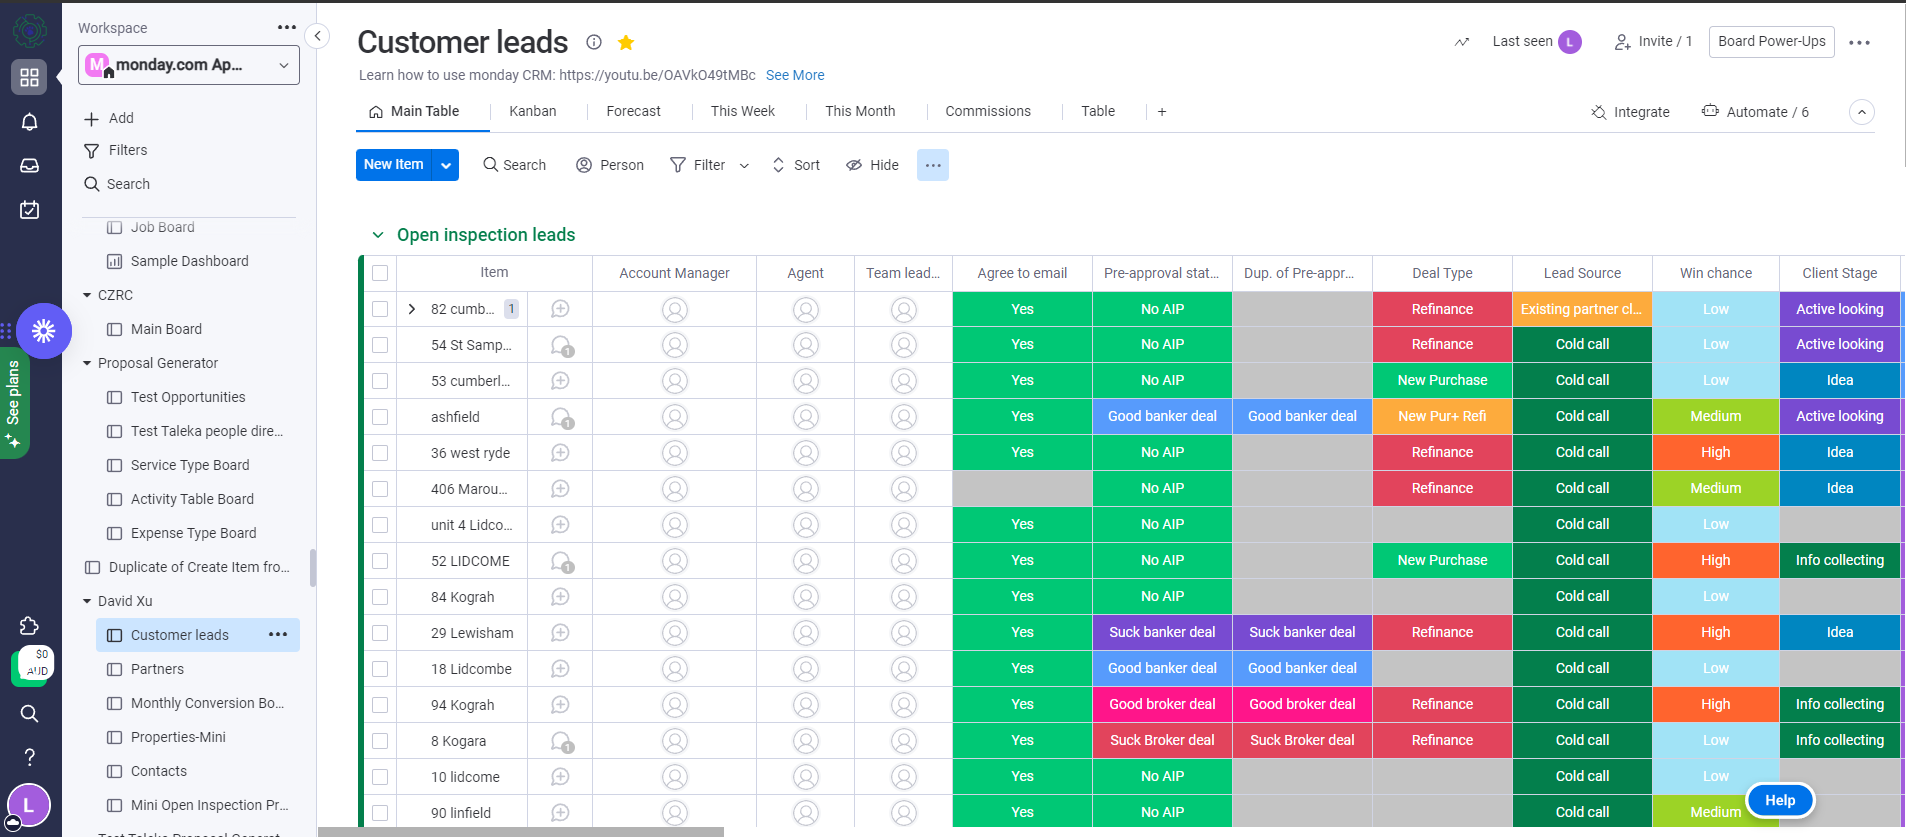 Workspace
M monday.com Ap...
Add
Filters
Search
Job Board
Sample Dashboard
CZRC
Main Board
Proposal Generator
Test Opportunities
Test Taleka people dire...
Service Type Board
Activity Table Board
Expense Type Board
Duplicate of Create Item fro...
David Xu
Customer leads
Partners
Monthly Conversion Bo...
Properties-Mini
Contacts
Mini Open Inspection Pr...
See plans
$0
AUD
?
L
Customer leads
Last seen L
Invite / 1
Board Power-Ups
Learn how to use monday CRM: https://youtu.be/OAVkO49tMBc See More
Main Table Kanban Forecast This Week This Month Commissions Table +
Integrate Automate / 6
New Item Search Person Filter Sort Hide
Open inspection leads
Item Account Manager Agent Team lead... Agree to email Pre-approval stat... Dup. of Pre-appr... Deal Type Lead Source Win chance Client Stage
82 cumb... 1 Yes No AIP Refinance Existing partner cl... Low Active looking
54 St Samp... 1 Yes No AIP Refinance Cold call Low Active looking
53 cumberl... Yes No AIP New Purchase Cold call Low Idea
ashfield 1 Yes Good banker deal Good banker deal New Pur+ Refi Cold call Medium Active looking
36 west ryde Yes No AIP Refinance Cold call High Idea
406 Marou... No AIP Refinance Cold call Medium Idea
unit 4 Lidco... Yes No AIP Cold call Low
52 LIDCOME 1 Yes No AIP New Purchase Cold call High Info collecting
84 Kograh Yes No AIP Cold call Low
29 Lewisham Yes Suck banker deal Suck banker deal Refinance Cold call High Idea
18 Lidcombe Yes Good banker deal Good banker deal Cold call Low
94 Kograh Yes Good broker deal Good broker deal Refinance Cold call High Info collecting
8 Kogara 1 Yes Suck Broker deal Suck Broker deal Refinance Cold call Low Info collecting
10 lidcome Yes No AIP Cold call Low
90 linfield Yes No AIP Cold call Medium
Help